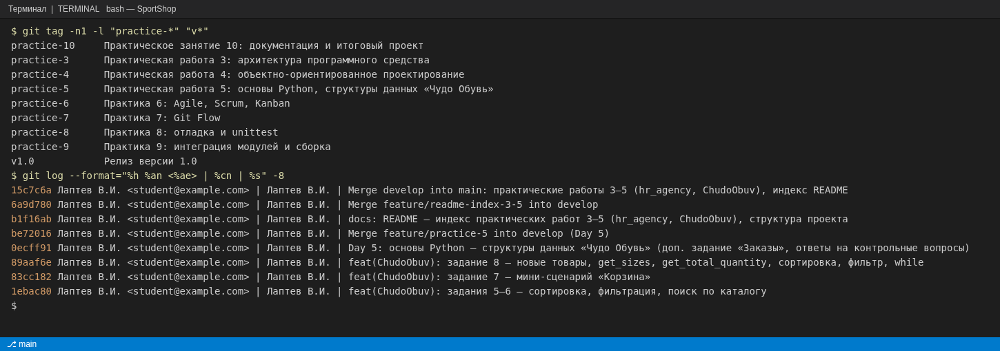 Терминал | TERMINAL bash — SportShop
$ git tag -n1 -l "practice-*" "v*"
practice-10     Практическое занятие 10: документация и итоговый проект
practice-3      Практическая работа 3: архитектура программного средства
practice-4      Практическая работа 4: объектно-ориентированное проектирование
practice-5      Практическая работа 5: основы Python, структуры данных «Чудо Обувь»
practice-6      Практика 6: Agile, Scrum, Kanban
practice-7      Практика 7: Git Flow
practice-8      Практика 8: отладка и unittest
practice-9      Практика 9: интеграция модулей и сборка
v1.0            Релиз версии 1.0
$ git log --format="%h %an <%ae> | %cn | %s" -8
15c7c6a Лаптев В.И. <student@example.com> | Лаптев В.И. | Merge develop into main: практические работы 3—5 (hr_agency, ChudoObuv), индекс README
6a9d780 Лаптев В.И. <student@example.com> | Лаптев В.И. | Merge feature/readme-index-3-5 into develop
b1f16ab Лаптев В.И. <student@example.com> | Лаптев В.И. | docs: README — индекс практических работ 3—5 (hr_agency, ChudoObuv), структура проекта
be72016 Лаптев В.И. <student@example.com> | Лаптев В.И. | Merge feature/practice-5 into develop (Day 5)
0ecff91 Лаптев В.И. <student@example.com> | Лаптев В.И. | Day 5: основы Python — структуры данных «Чудо Обувь» (доп. задание «Заказы», ответы на контрольные вопросы)
89aaf6e Лаптев В.И. <student@example.com> | Лаптев В.И. | feat(ChudoObuv): задание 8 — новые товары, get_sizes, get_total_quantity, сортировка, фильтр, while
83cc182 Лаптев В.И. <student@example.com> | Лаптев В.И. | feat(ChudoObuv): задание 7 — мини-сценарий «Корзина»
1ebac80 Лаптев В.И. <student@example.com> | Лаптев В.И. | feat(ChudoObuv): задания 5—6 — сортировка, фильтрация, поиск по каталогу
$
⎇ main